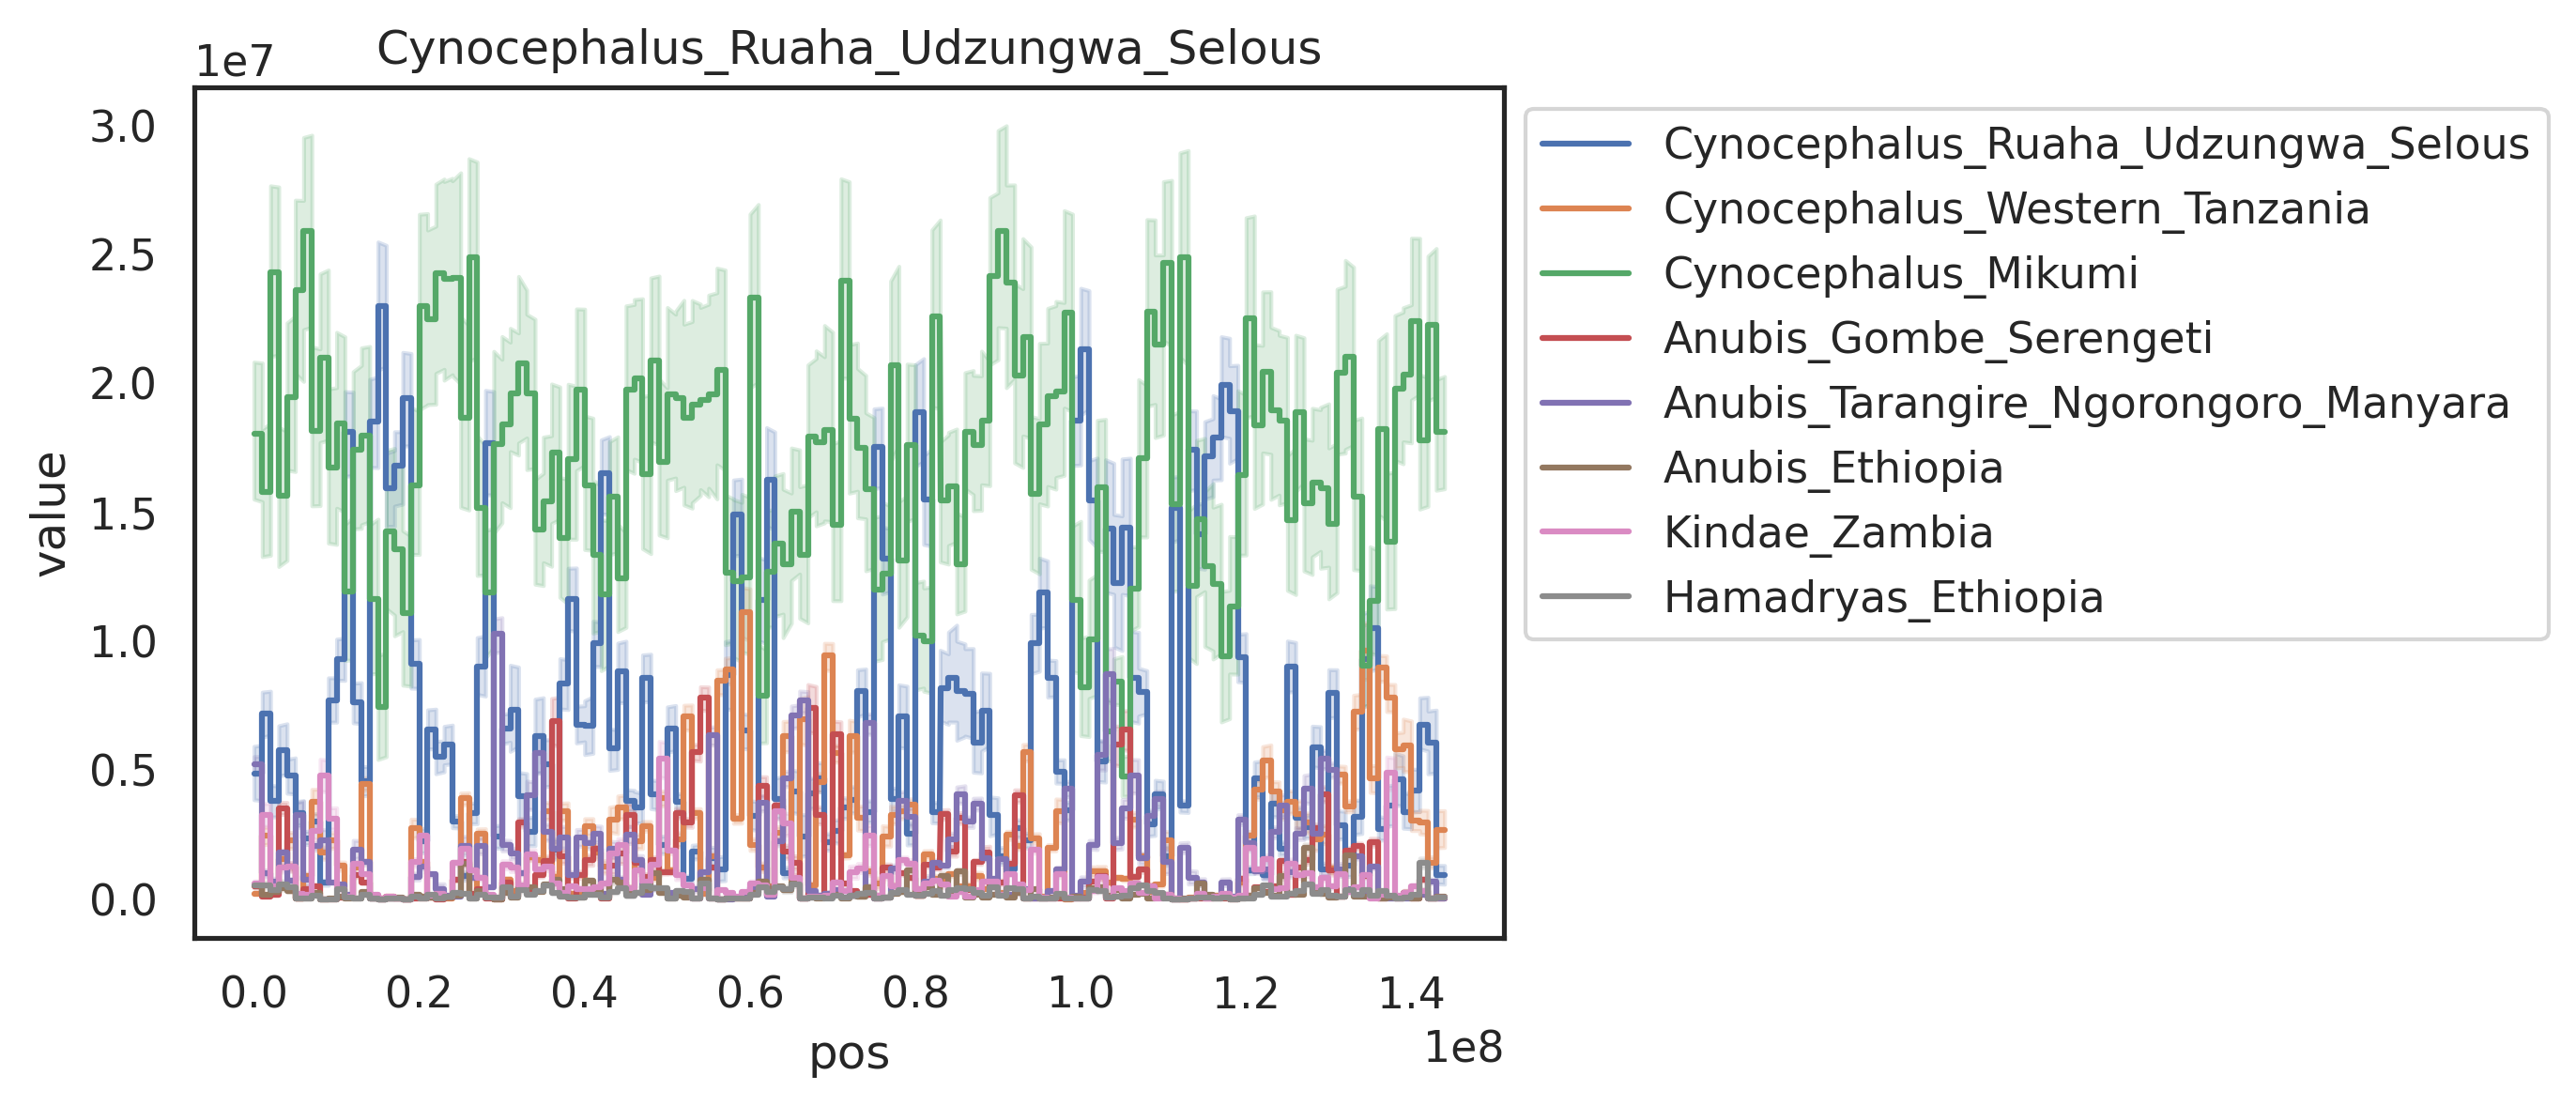 Cynocephalus_Ruaha_Udzungwa_Selous
1e7
3.0
2.5
2.0
1.5
1.0
0.5
0.0
value
0.0 0.2 0.4 0.6 0.8 1.0 1.2 1.4
1e8
pos
Cynocephalus_Ruaha_Udzungwa_Selous
Cynocephalus_Western_Tanzania
Cynocephalus_Mikumi
Anubis_Gombe_Serengeti
Anubis_Tarangire_Ngorongoro_Manyara
Anubis_Ethiopia
Kindae_Zambia
Hamadryas_Ethiopia